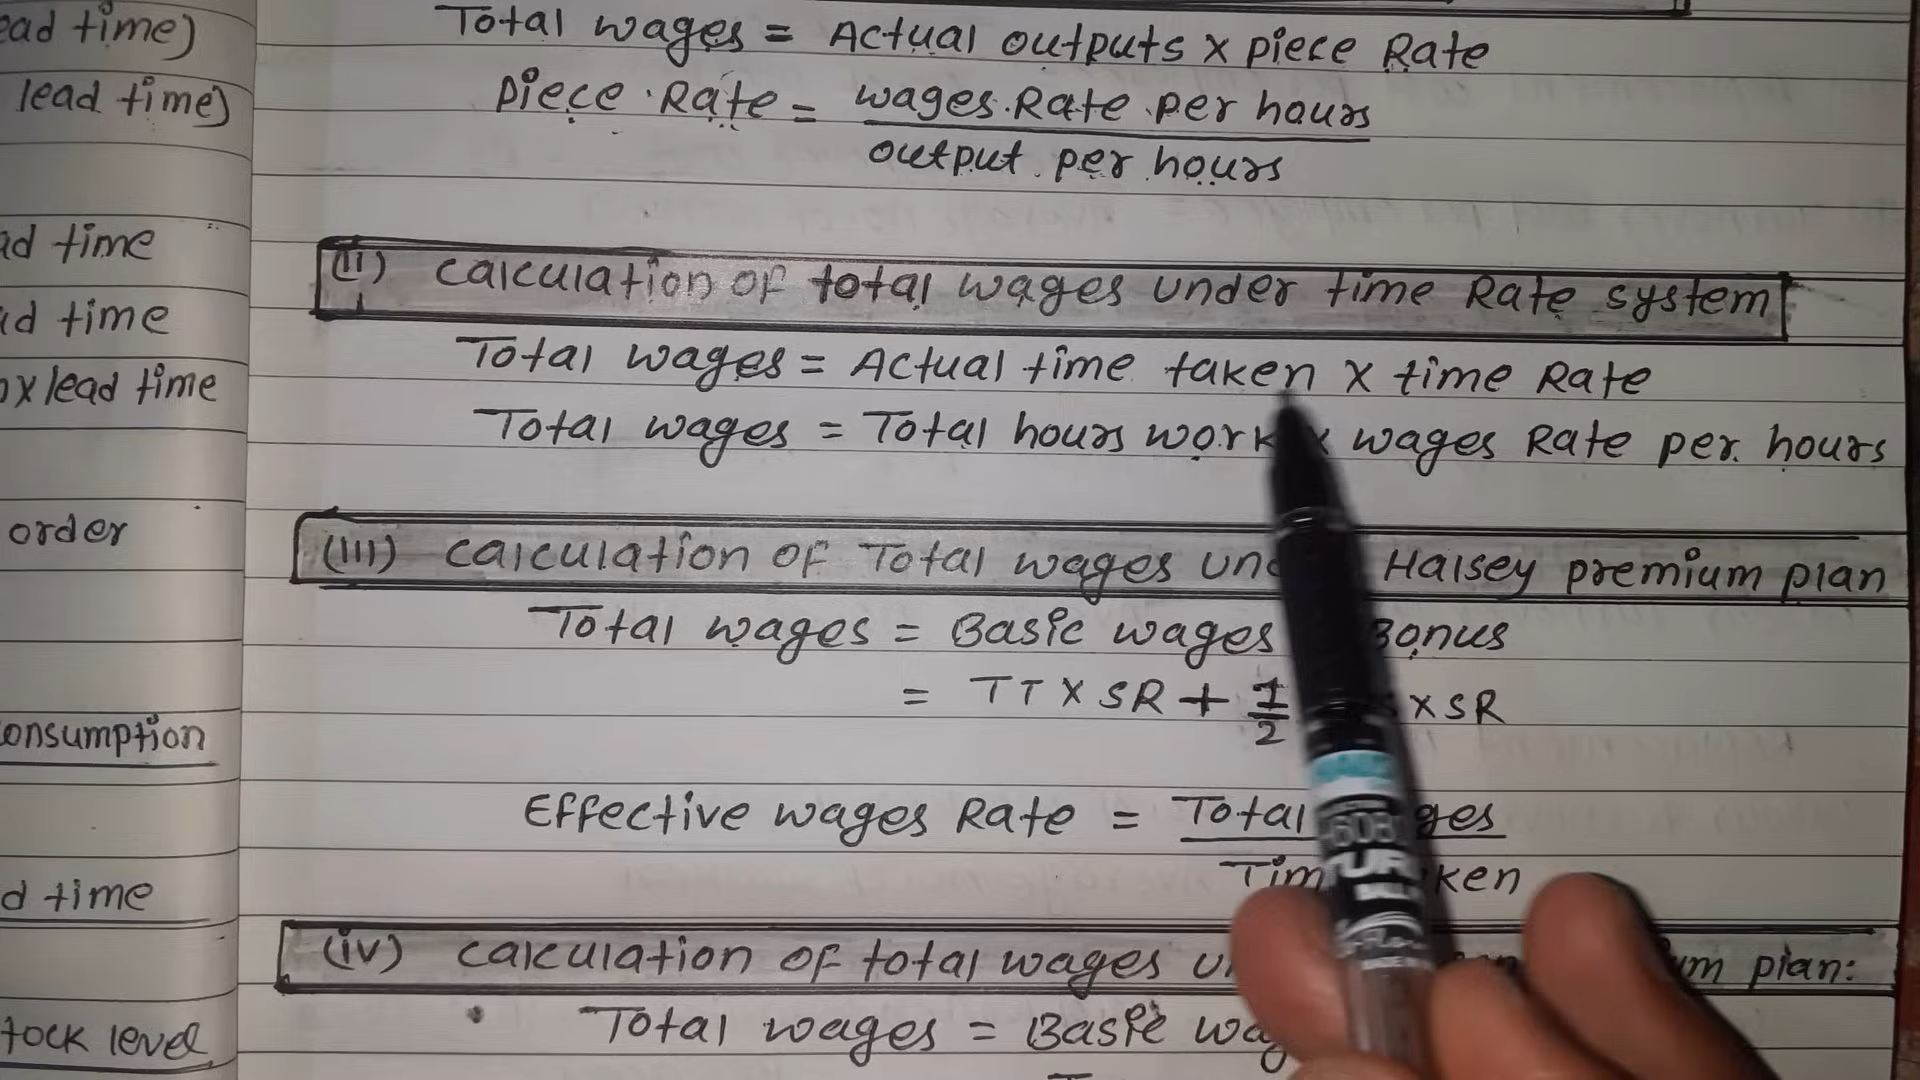 ead time)
lead time)
ad time
ad time
x lead time
order
onsumption
d time
tock level
Total wages = Actual outputs x piece Rate
piece Rate = wages Rate per hours
output per hours
(ii) calculation of total wages under time Rate system
Total wages = Actual time taken x time Rate
Total wages = Total hours work x wages Rate per hours
(iii) calculation of Total wages und Halsey premium plan
Total wages = Basic wages Bonus
= TT X SR + 1/2 S X SR
Effective wages Rate = Total ges
Tim ken
(iv) calculation of total wages u um plan:
Total wages = Basic wag